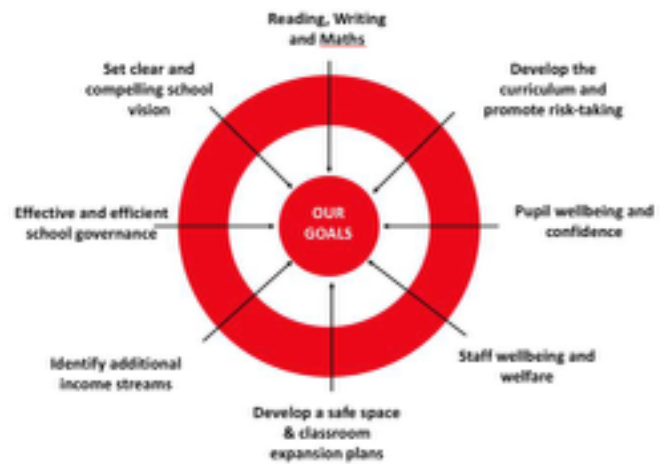 Reading, Writing
and Maths
Set clear and
compelling school
vision
Develop the
curriculum and
promote risk-taking
Effective and efficient
school governance
OUR
GOALS
Pupil wellbeing and
confidence
Identify additional
income streams
Staff wellbeing and
welfare
Develop a safe space
& classroom
expansion plans